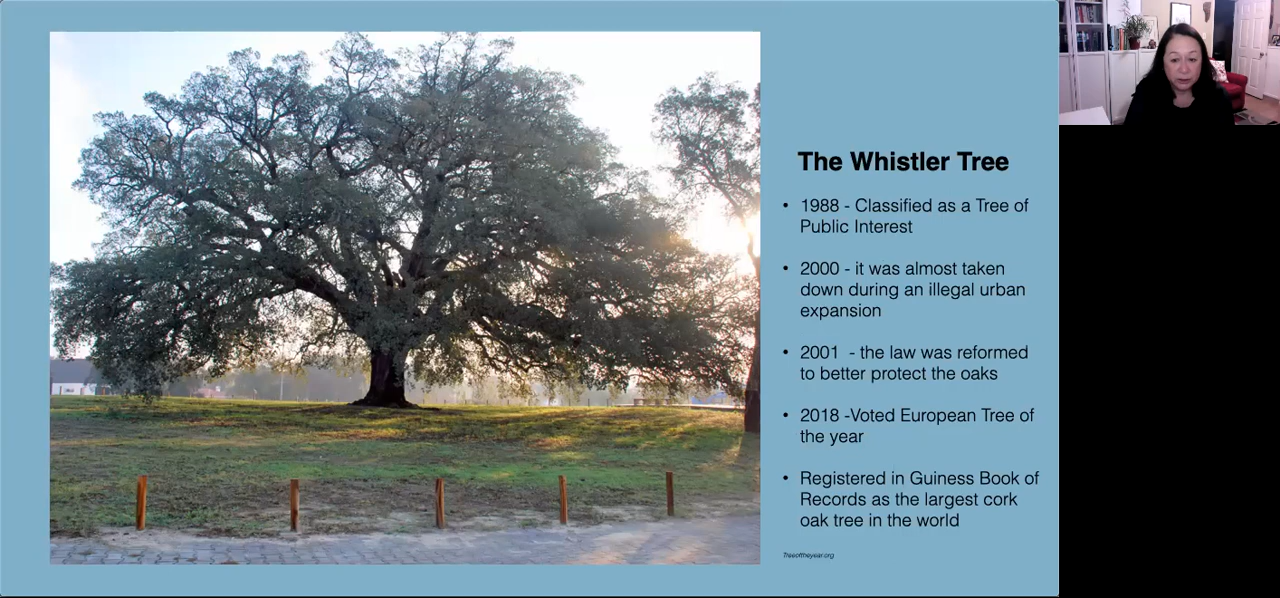 The Whistler Tree
• 1988 - Classified as a Tree of
Public Interest
• 2000 - it was almost taken
down during an illegal urban
expansion
• 2001  - the law was reformed
to better protect the oaks
• 2018 -Voted European Tree of
the year
• Registered in Guiness Book of
Records as the largest cork
oak tree in the world
Treeoftheyear.org